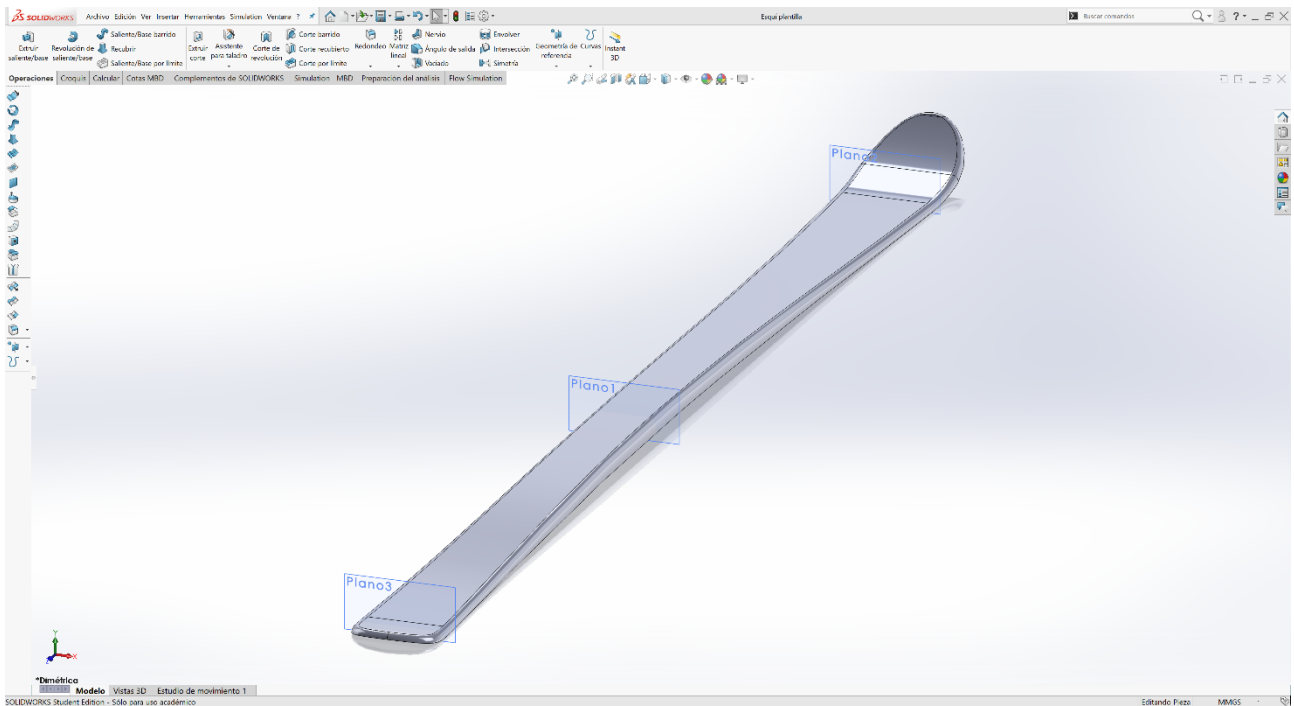 SOLIDWORKS Archivo Edición Ver Insertar Herramientas Simulation Ventana ? Esquí plantilla Buscar comandos
Extruir saliente/base
Revolución de saliente/base
Saliente/Base barrido
Recubrir
Saliente/Base por límite
Extruir corte
Asistente para taladro
Corte de revolución
Corte barrido
Corte recubierto
Corte por límite
Redondeo
Matriz lineal
Nervio
Ángulo de salida
Vaciado
Envolver
Intersección
Simetría
Geometría de referencia
Curvas
Instant 3D
Operaciones Croquis Calcular Cotas MBD Complementos de SOLIDWORKS Simulation MBD Preparación del análisis Flow Simulation
Plano
Plano1
Plano3
Y
X
Z
*Dimétrica
Modelo Vistas 3D Estudio de movimiento 1
SOLIDWORKS Student Edition - Sólo para uso académico Editando Pieza MMGS